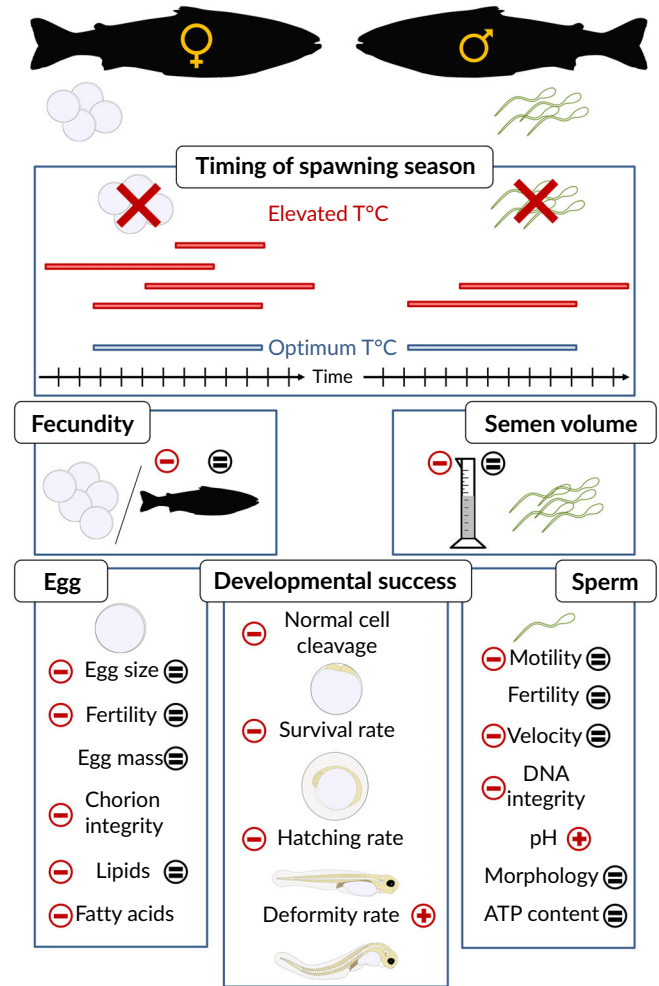 ♀
♂
Timing of spawning season
Elevated T°C
Optimum T°C
Time
Fecundity
Semen volume
Egg
Developmental success
Sperm
Egg size
Fertility
Egg mass
Chorion
integrity
Lipids
Fatty acids
Normal cell
cleavage
Survival rate
Hatching rate
Deformity rate
Motility
Fertility
Velocity
DNA
integrity
pH
Morphology
ATP content